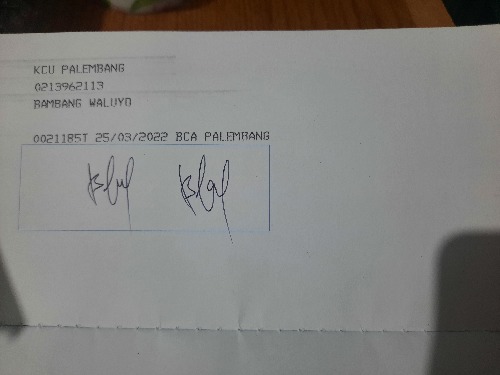 KCU PALEMBANG
0213962113
BAMBANG WALUYO
0021185T 25/03/2022 BCA PALEMBANG